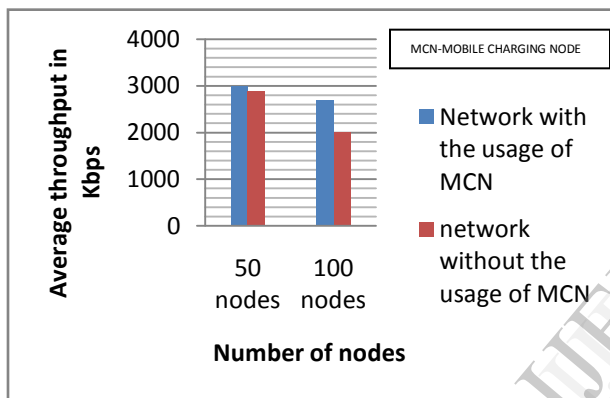 Average throughput in
Kbps
4000
3000
2000
1000
0
50
nodes
100
nodes
Number of nodes
MCN-MOBILE CHARGING NODE
Network with
the usage of
MCN
network
without the
usage of MCN